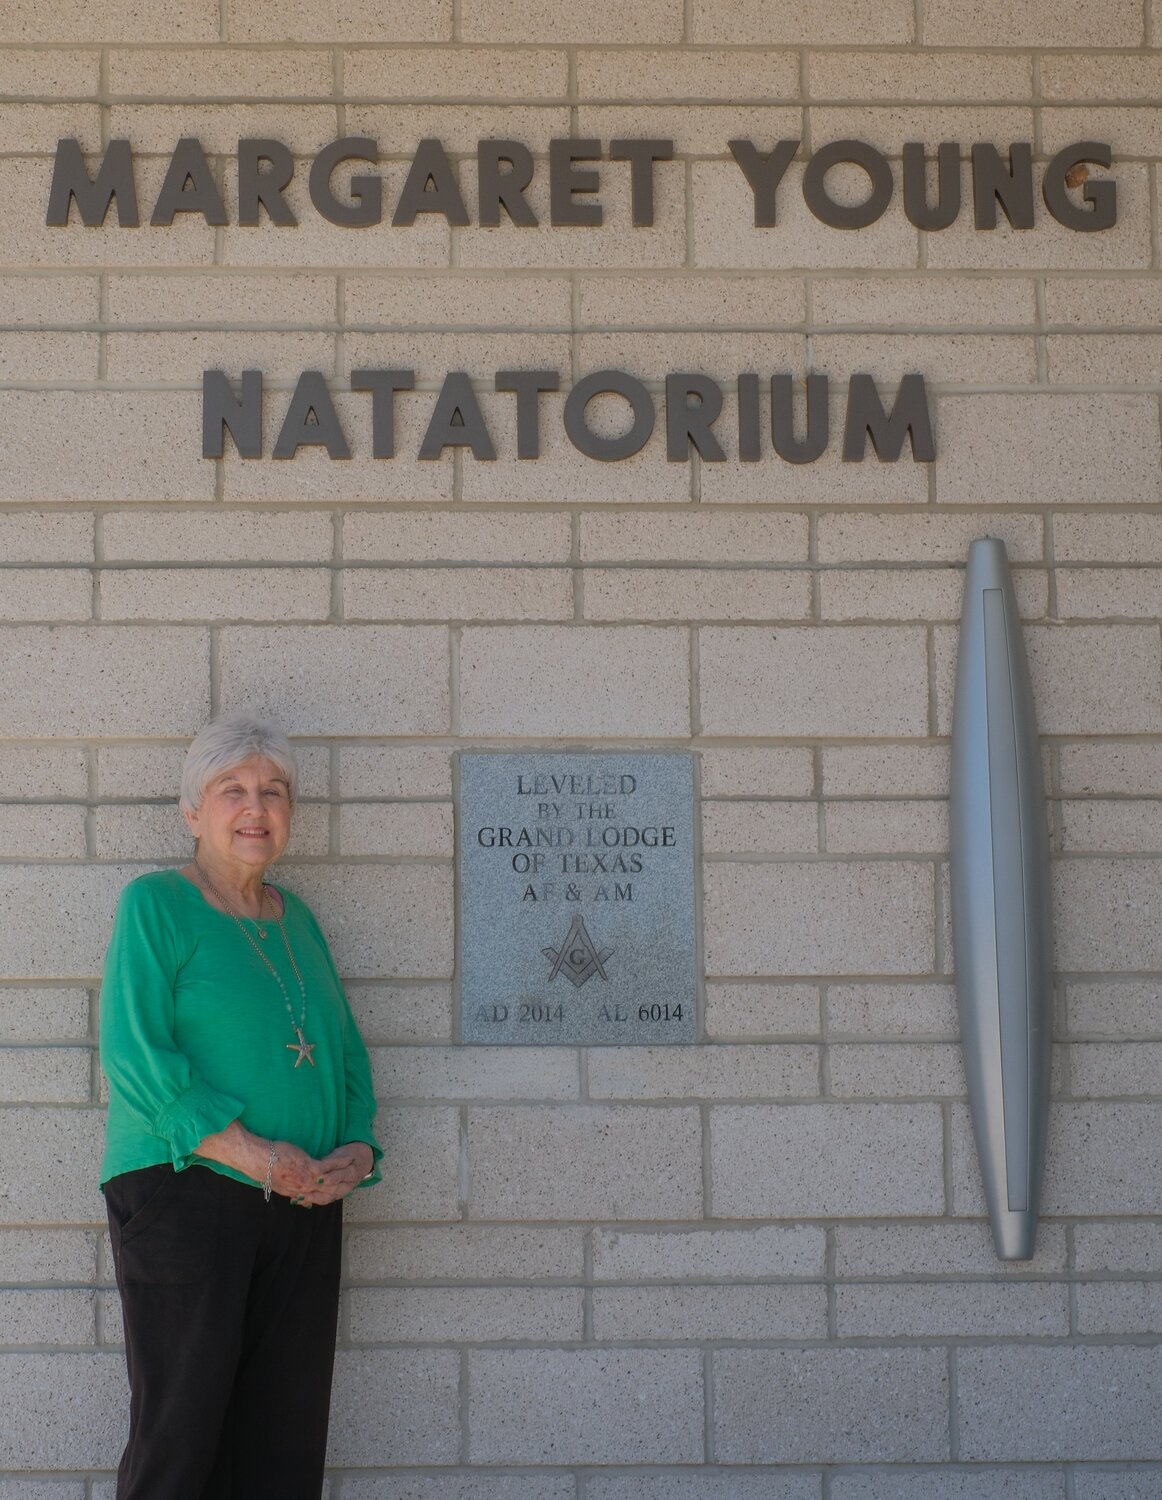 MARGARET YOUNG
NATATORIUM
LEVELED
BY THE
GRAND LODGE
OF TEXAS
AF & AM
G
AD 2014 AL 6014